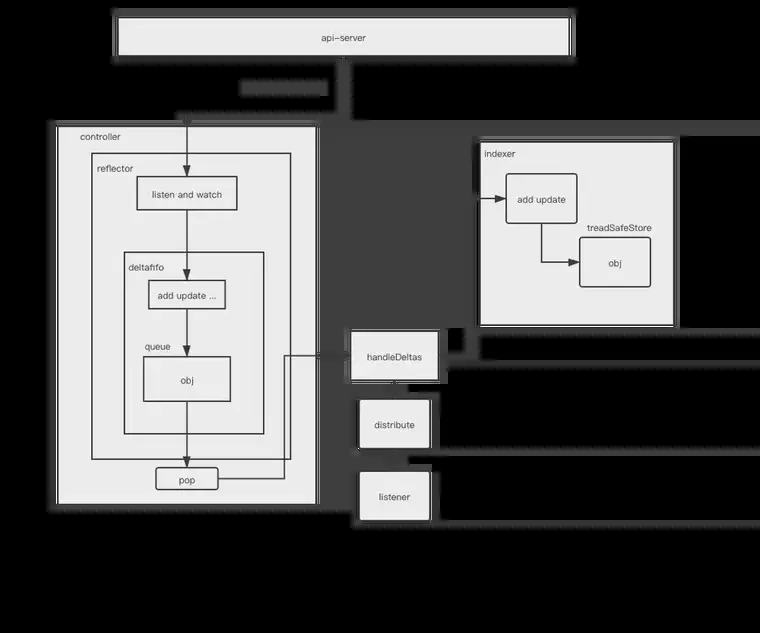 api-server
controller
reflector
listen and watch
deltafifo
add update ...
queue
obj
pop
indexer
add update
treadSafeStore
obj
handleDeltas
distribute
listener